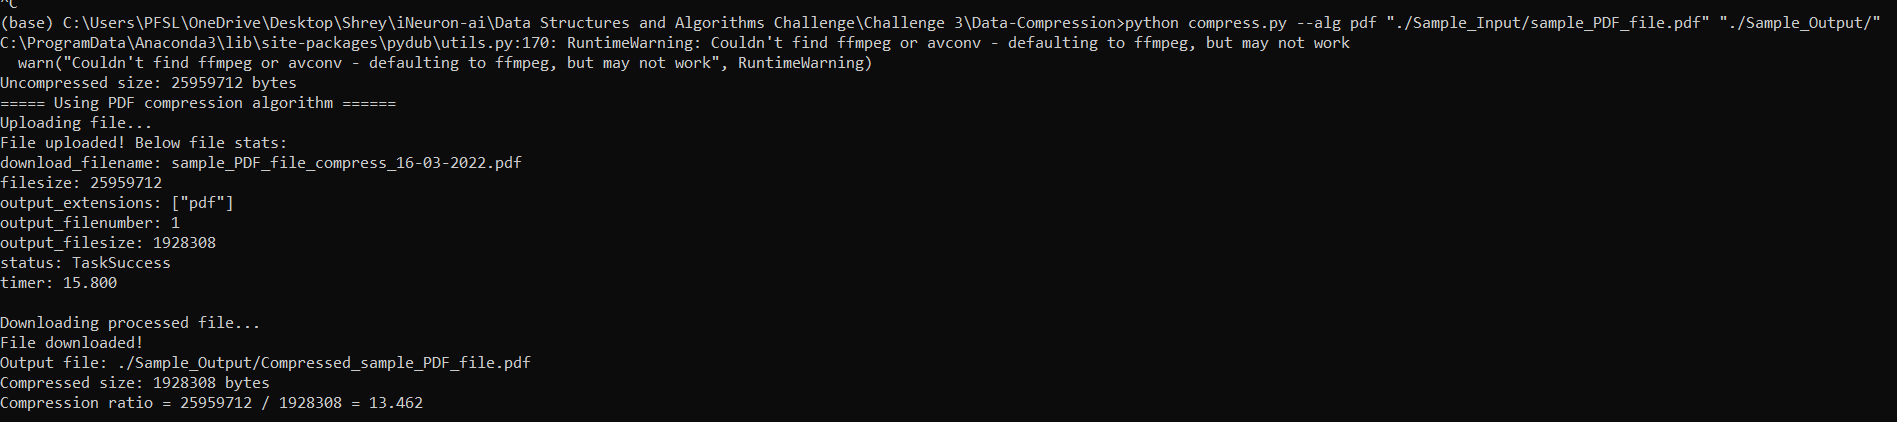 ^C
(base) C:\Users\PFSL\OneDrive\Desktop\Shrey\iNeuron-ai\Data Structures and Algorithms Challenge\Challenge 3\Data-Compression>python compress.py --alg pdf "./Sample_Input/sample_PDF_file.pdf" "./Sample_Output/"
C:\ProgramData\Anaconda3\lib\site-packages\pydub\utils.py:170: RuntimeWarning: Couldn't find ffmpeg or avconv - defaulting to ffmpeg, but may not work
  warn("Couldn't find ffmpeg or avconv - defaulting to ffmpeg, but may not work", RuntimeWarning)
Uncompressed size: 25959712 bytes
===== Using PDF compression algorithm ======
Uploading file...
File uploaded! Below file stats:
download_filename: sample_PDF_file_compress_16-03-2022.pdf
filesize: 25959712
output_extensions: ["pdf"]
output_filenumber: 1
output_filesize: 1928308
status: TaskSuccess
timer: 15.800

Downloading processed file...
File downloaded!
Output file: ./Sample_Output/Compressed_sample_PDF_file.pdf
Compressed size: 1928308 bytes
Compression ratio = 25959712 / 1928308 = 13.462